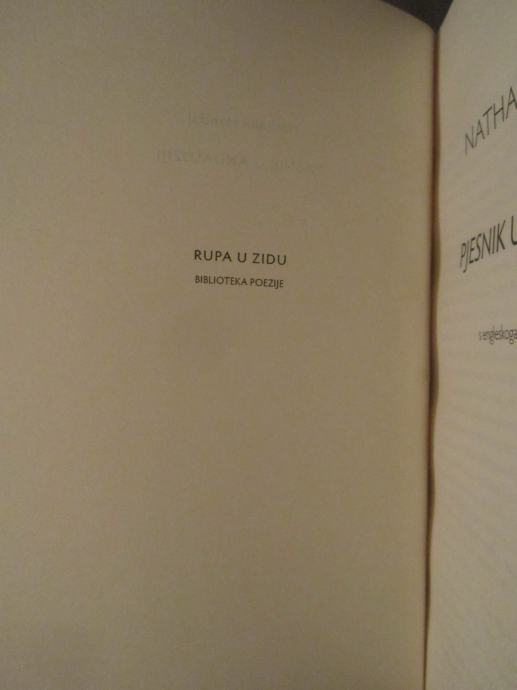 RUPA U ZIDU
BIBLIOTEKA POEZIJE
NATHA
PJESNIK U
s engleskoga